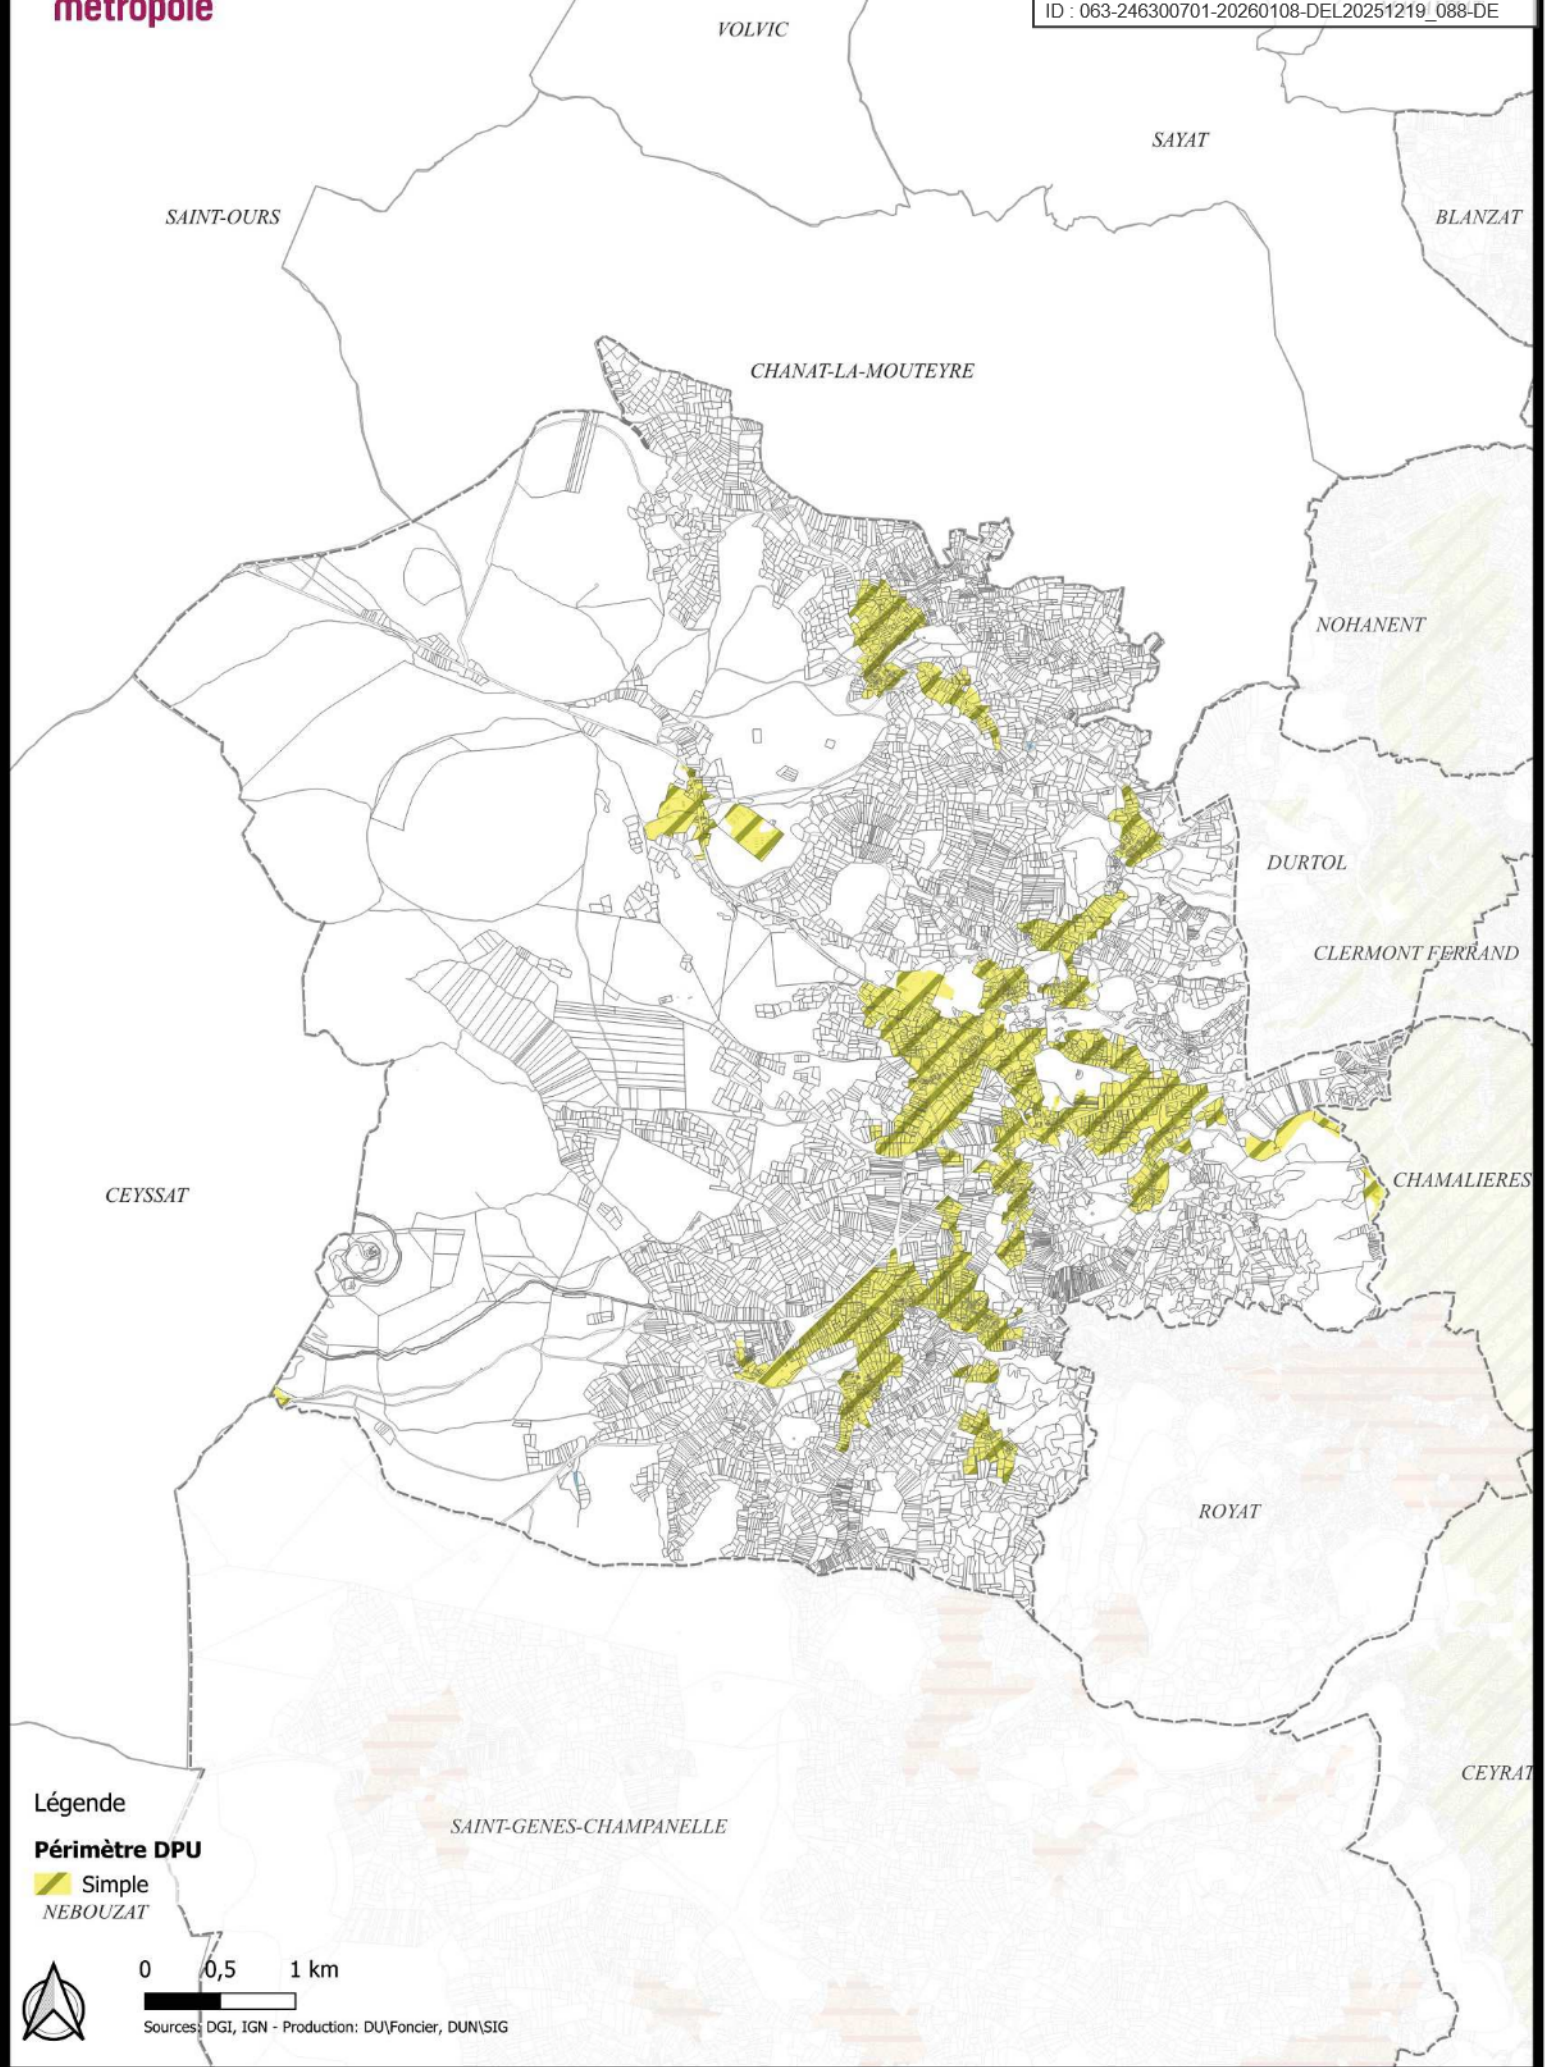 métropole
ID : 063-246300701-20260108-DEL20251219_088-DE
VOLVIC
SAYAT
SAINT-OURS
BLANZAT
CHANAT-LA-MOUTEYRE
NOHANENT
DURTOL
CLERMONT FERRAND
CEYSSAT
CHAMALIERES
ROYAT
CEYRAT
SAINT-GENES-CHAMPANELLE
Légende
Périmètre DPU
Simple
NEBOUZAT
0 0,5 1 km
Sources: DGI, IGN - Production: DU\Foncier, DUN\SIG